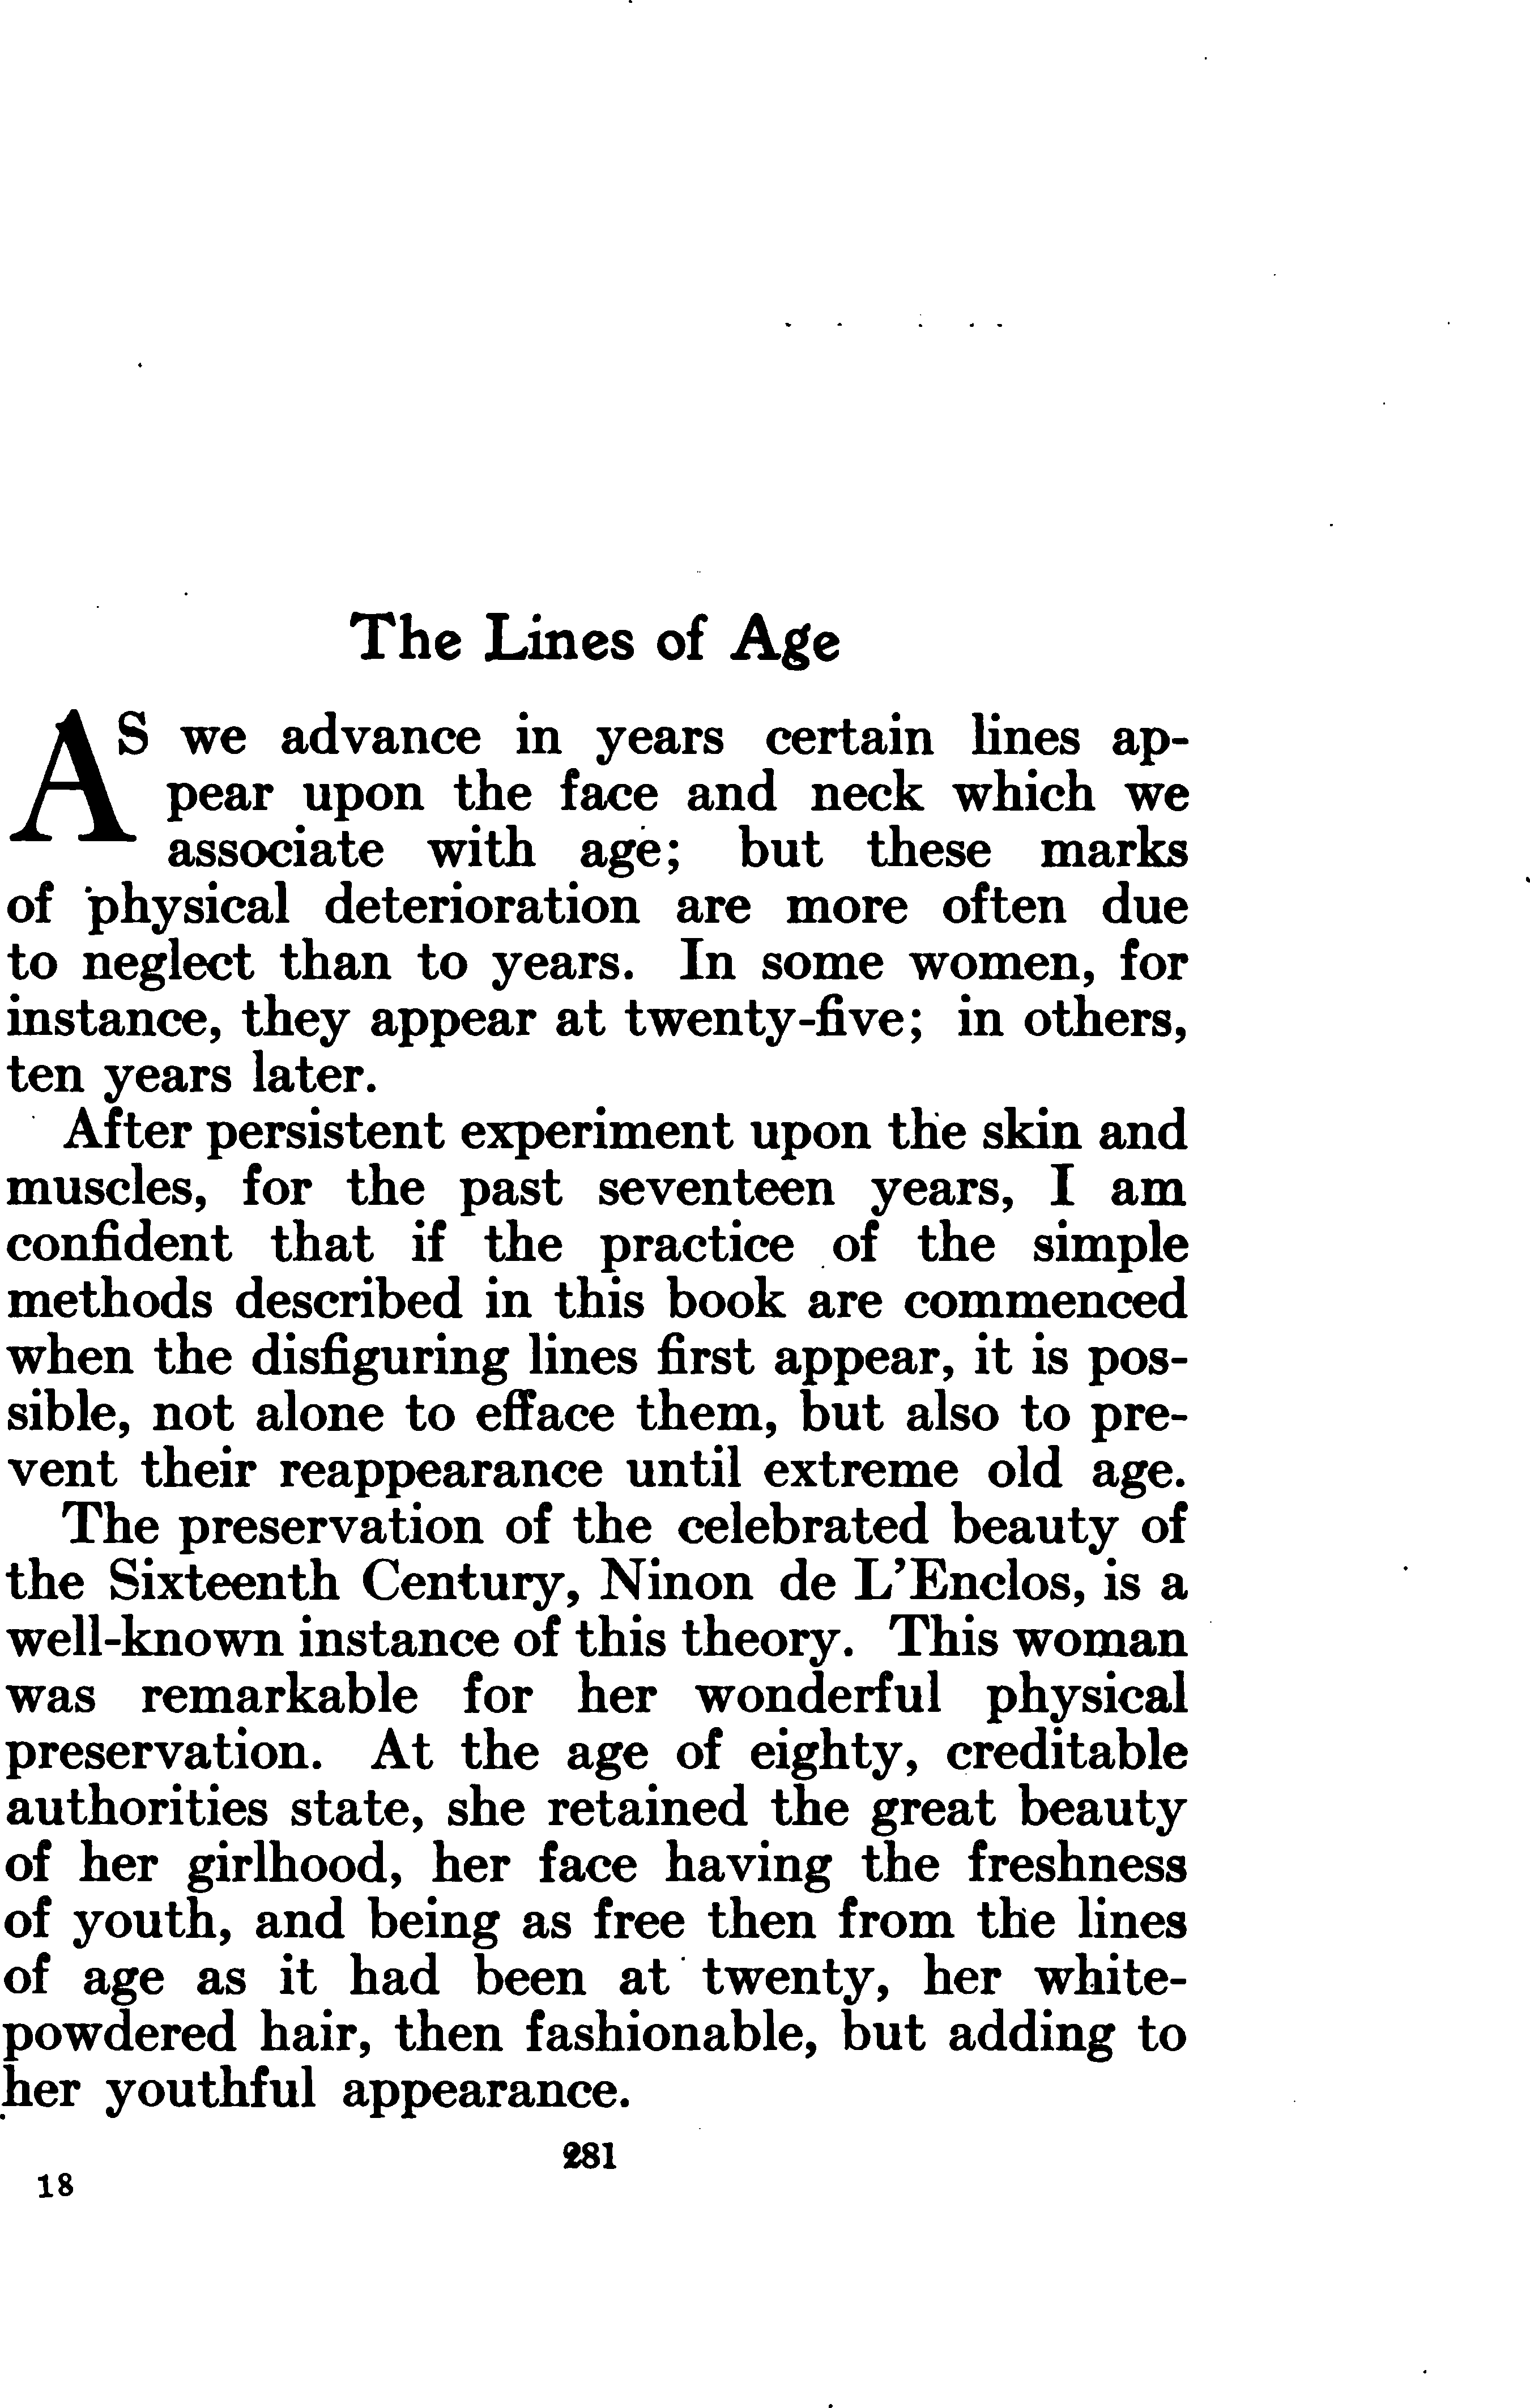 The Lines of Age
AS we advance in years certain lines ap-
pear upon the face and neck which we
associate with age; but these marks
of physical deterioration are more often due
to neglect than to years. In some women, for
instance, they appear at twenty-five; in others,
ten years later.
After persistent experiment upon the skin and
muscles, for the past seventeen years, I am
confident that if the practice of the simple
methods described in this book are commenced
when the disfiguring lines first appear, it is pos-
sible, not alone to efface them, but also to pre-
vent their reappearance until extreme old age.
The preservation of the celebrated beauty of
the Sixteenth Century, Ninon de L'Enclos, is a
well-known instance of this theory. This woman
was remarkable for her wonderful physical
preservation. At the age of eighty, creditable
authorities state, she retained the great beauty
of her girlhood, her face having the freshness
of youth, and being as free then from the lines
of age as it had been at twenty, her white-
powdered hair, then fashionable, but adding to
her youthful appearance.
281
18